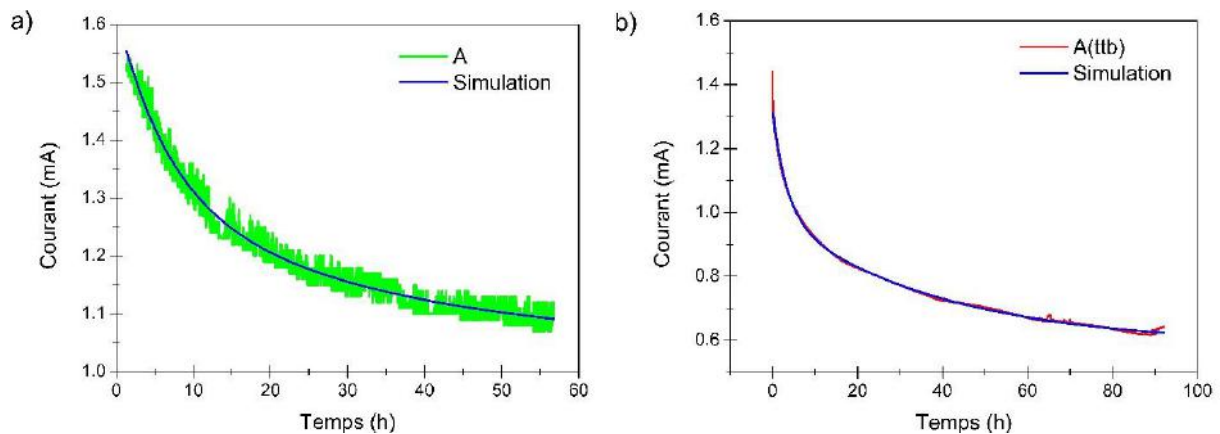 a)
1.6
1.5
1.4
1.3
1.2
1.1
1.0
Courant (mA)
A
Simulation
0 10 20 30 40 50 60
Temps (h)
b)
1.6
1.4
1.2
1.0
0.8
0.6
Courant (mA)
A(ttb)
Simulation
0 20 40 60 80 100
Temps (h)